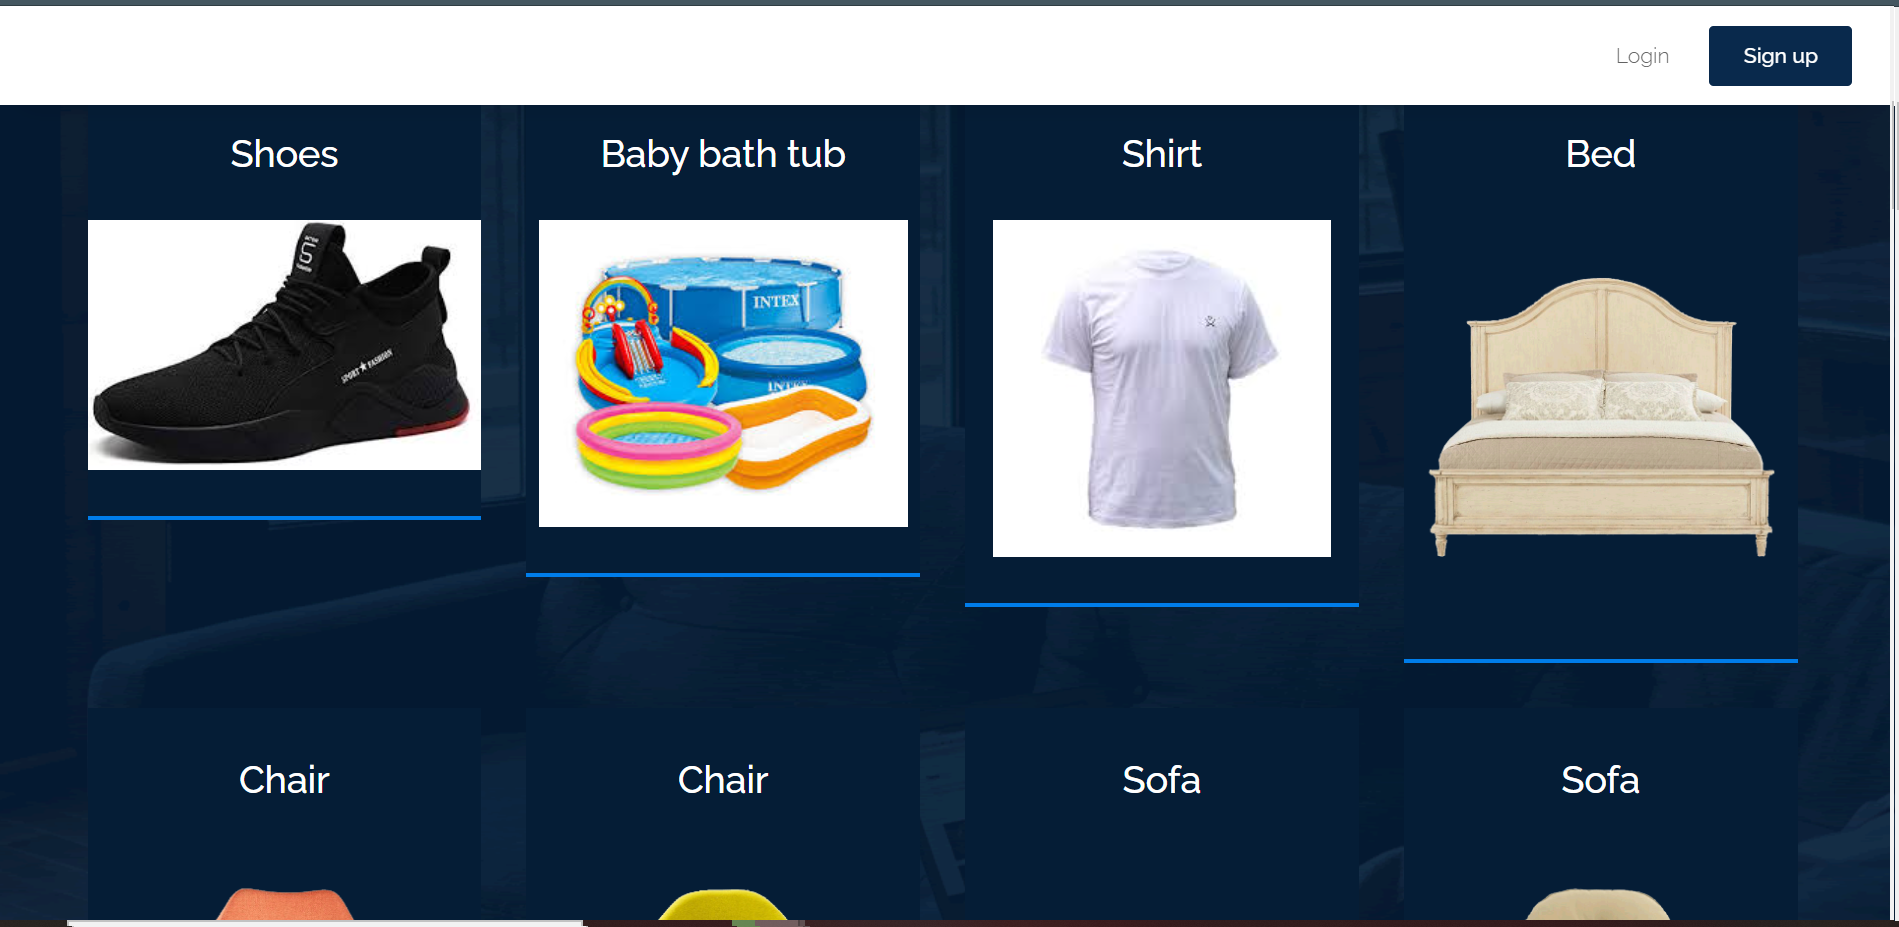 Login
Sign up
Shoes
Baby bath tub
Shirt
Bed
SPORT★FASHION
INTEX
INTEX
Chair
Chair
Sofa
Sofa